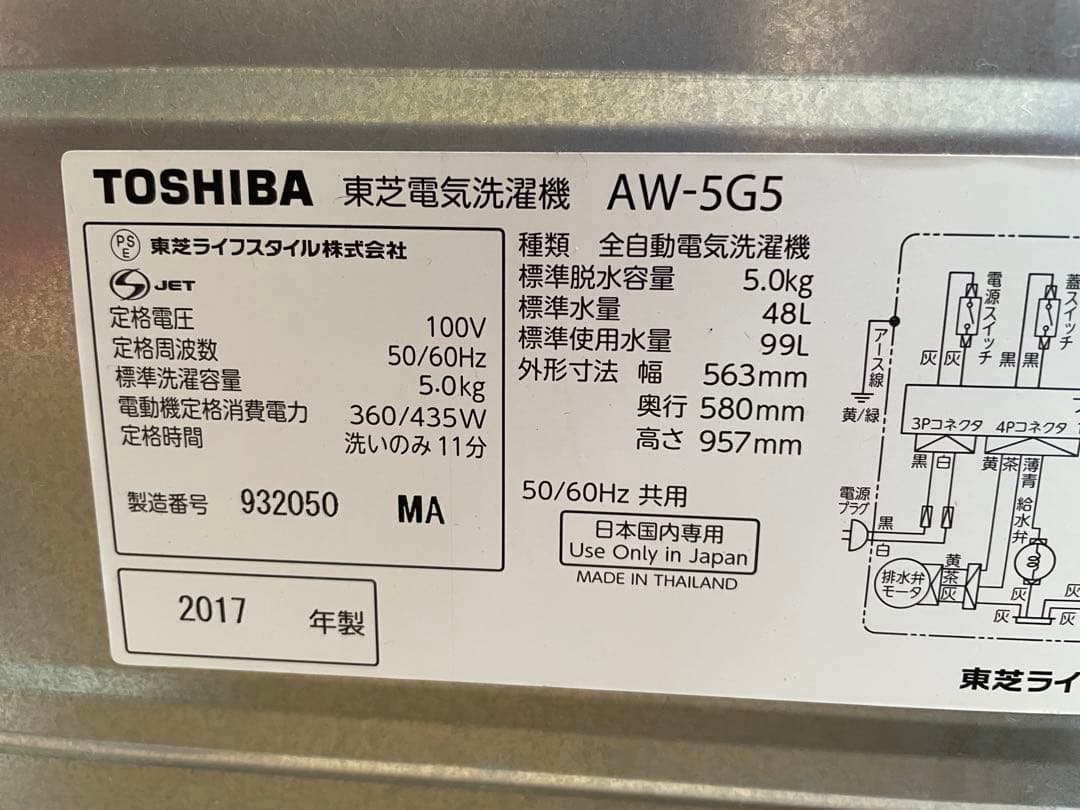 TOSHIBA 東芝電気洗濯機 AW-5G5
PS
E
東芝ライフスタイル株式会社
S JET
定格電圧 100V
定格周波数 50/60Hz
標準洗濯容量 5.0kg
電動機定格消費電力 360/435W
定格時間 洗いのみ 11分
製造番号 932050 MA
2017 年製
種類 全自動電気洗濯機
標準脱水容量 5.0kg
標準水量 48L
標準使用水量 99L
外形寸法 幅 563mm
奥行 580mm
高さ 957mm
50/60Hz 共用
日本国内専用
Use Only in Japan
MADE IN THAILAND
電源スイッチ
蓋スイッチ
アース線
灰 灰 黒 黒
黄/緑
3Pコネクタ 4Pコネクタ
黒 白 黄 茶 薄青
電源
プラグ
給水弁
黒
白
排水弁
モータ
黄
茶
灰
灰 灰
灰 灰
東芝ライ